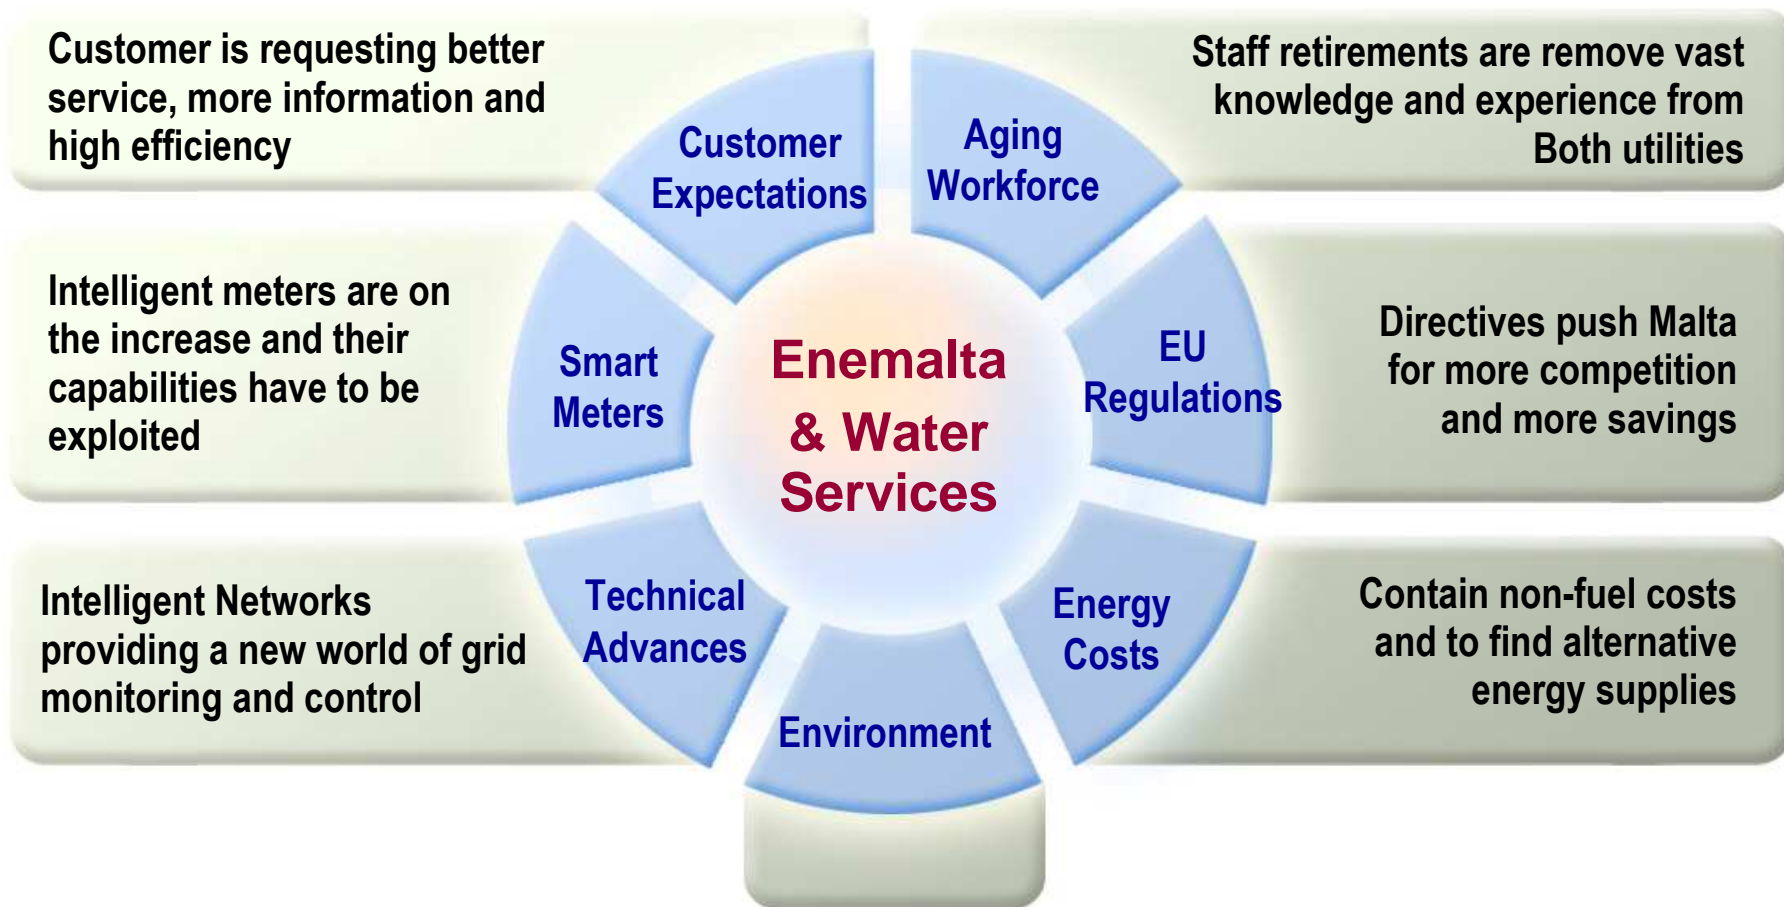 Customer is requesting better
service, more information and
high efficiency
Customer
Expectations
Aging
Workforce
Staff retirements are remove vast
knowledge and experience from
Both utilities
Intelligent meters are on
the increase and their
capabilities have to be
exploited
Smart
Meters
Enemalta
& Water
Services
EU
Regulations
Directives push Malta
for more competition
and more savings
Intelligent Networks
providing a new world of grid
monitoring and control
Technical
Advances
Environment
Energy
Costs
Contain non-fuel costs
and to find alternative
energy supplies